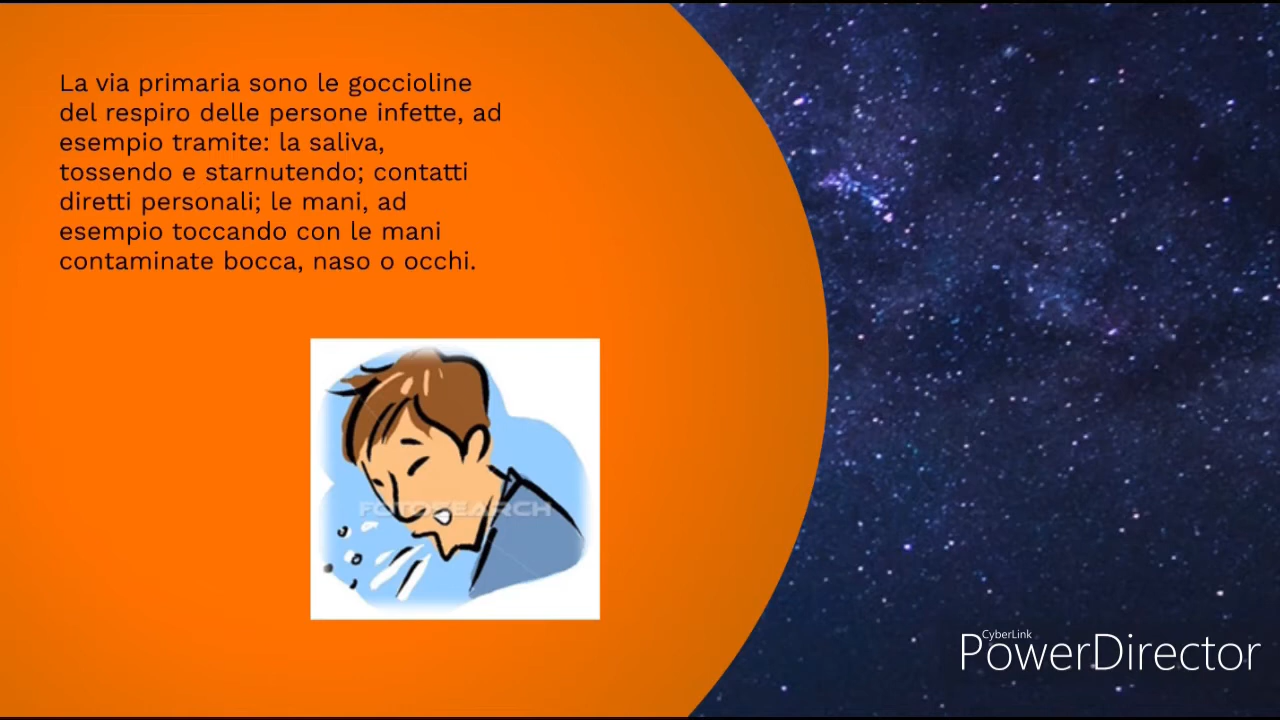 La via primaria sono le goccioline
del respiro delle persone infette, ad
esempio tramite: la saliva,
tossendo e starnutendo; contatti
diretti personali; le mani, ad
esempio toccando con le mani
contaminate bocca, naso o occhi.
FOTOSEARCH
CyberLink
PowerDirector